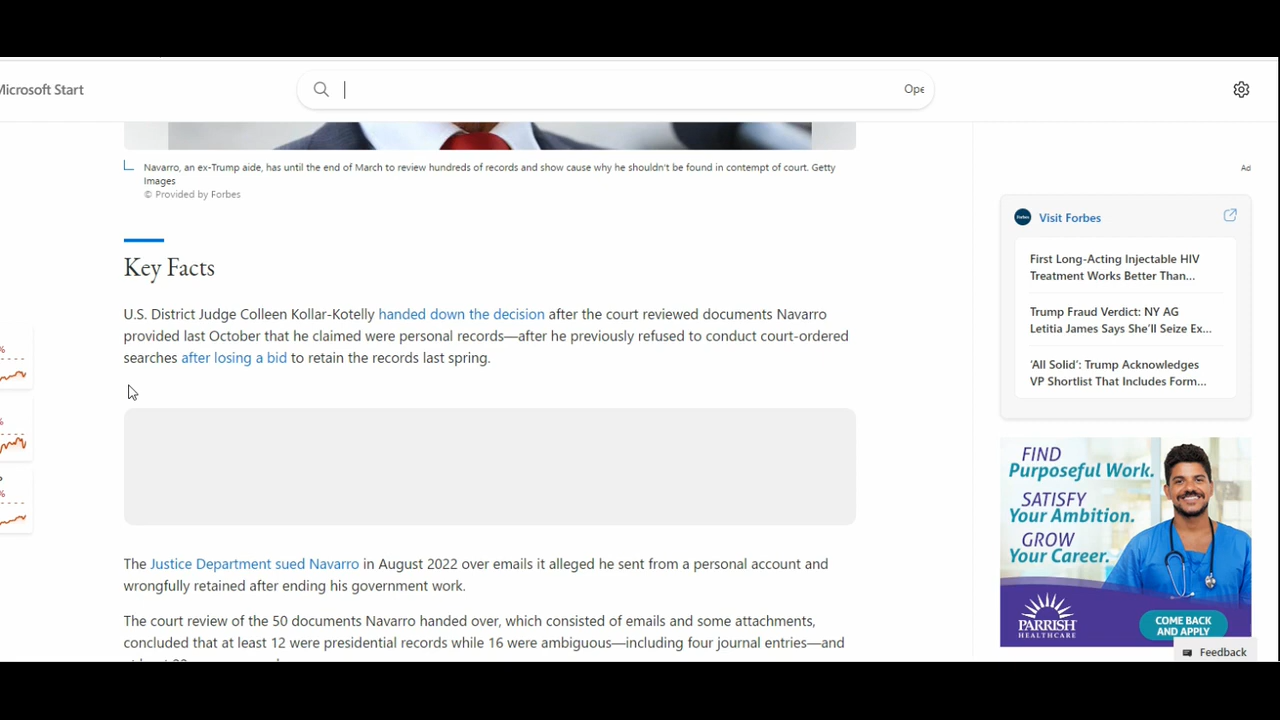 Microsoft Start
Ope
Navarro, an ex-Trump aide, has until the end of March to review hundreds of records and show cause why he shouldn't be found in contempt of court. Getty
Images
© Provided by Forbes
Key Facts
U.S. District Judge Colleen Kollar-Kotelly handed down the decision after the court reviewed documents Navarro
provided last October that he claimed were personal records—after he previously refused to conduct court-ordered
searches after losing a bid to retain the records last spring.
The Justice Department sued Navarro in August 2022 over emails it alleged he sent from a personal account and
wrongfully retained after ending his government work.
The court review of the 50 documents Navarro handed over, which consisted of emails and some attachments,
concluded that at least 12 were presidential records while 16 were ambiguous—including four journal entries—and
%
%
%
Ad
Forbes
Visit Forbes
First Long-Acting Injectable HIV
Treatment Works Better Than...
Trump Fraud Verdict: NY AG
Letitia James Says She'll Seize Ex...
‘All Solid’: Trump Acknowledges
VP Shortlist That Includes Form...
FIND
Purposeful Work.
SATISFY
Your Ambition.
GROW
Your Career.
PARRISH
HEALTHCARE
COME BACK
AND APPLY
Feedback